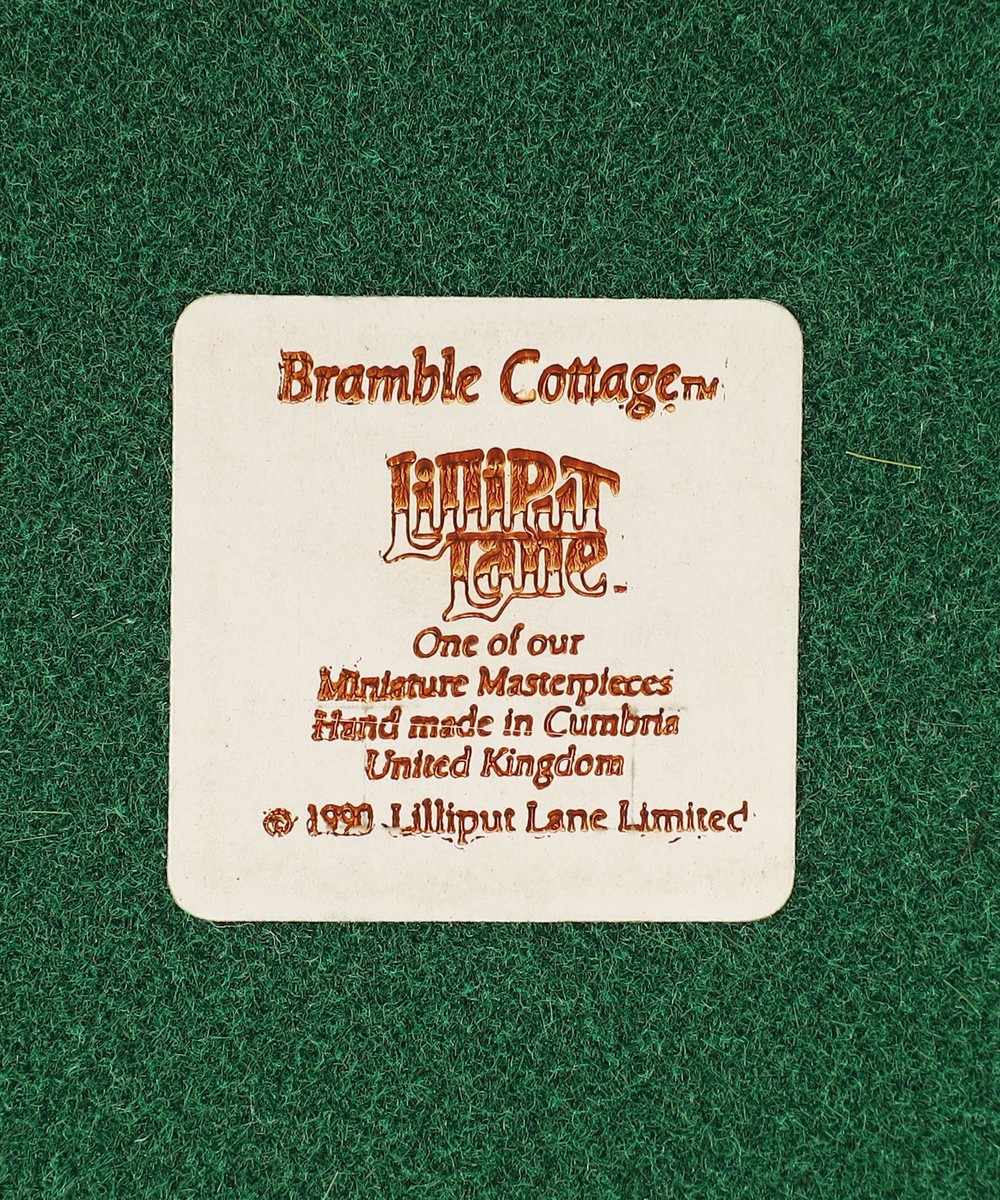 Bramble Cottage™
Lilliput
Lane
One of our
Miniature Masterpieces
Hand made in Cumbria
United Kingdom
© 1990 Lilliput Lane Limited